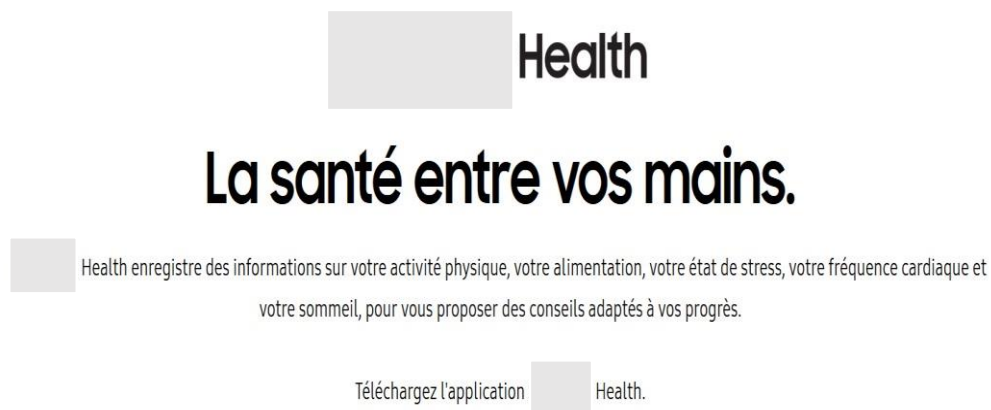 Health
La santé entre vos mains.
Health enregistre des informations sur votre activité physique, votre alimentation, votre état de stress, votre fréquence cardiaque et
votre sommeil, pour vous proposer des conseils adaptés à vos progrès.
Téléchargez l'application Health.